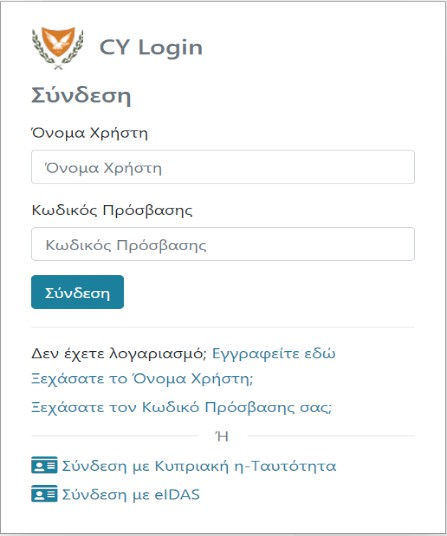 CY Login
Σύνδεση
Όνομα Χρήστη
Όνομα Χρήστη
Κωδικός Πρόσβασης
Κωδικός Πρόσβασης
Σύνδεση
Δεν έχετε λογαριασμό; Εγγραφείτε εδώ
Ξεχάσατε το Όνομα Χρήστη;
Ξεχάσατε τον Κωδικό Πρόσβασης σας;
Ή
Σύνδεση με Κυπριακή η-Ταυτότητα
Σύνδεση με eIDAS